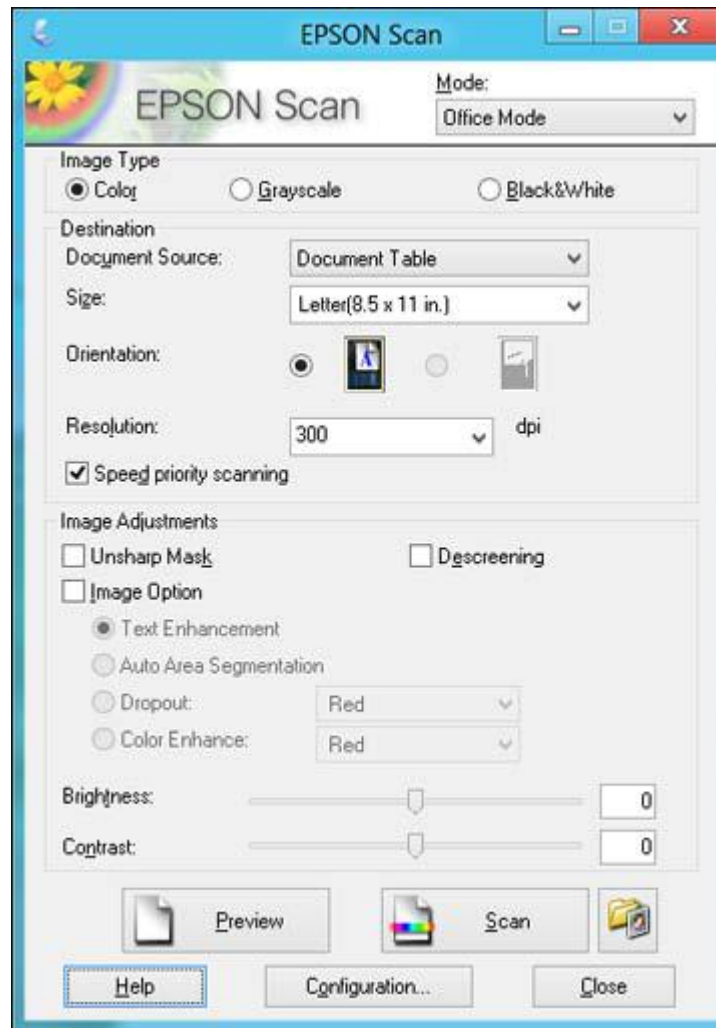 EPSON Scan
EPSON Scan
Mode:
Office Mode
Image Type
Color Grayscale Black&White
Destination
Document Source: Document Table
Size: Letter(8.5 x 11 in.)
Orientation:
Resolution: 300 dpi
Speed priority scanning
Image Adjustments
Unsharp Mask Descreening
Image Option
Text Enhancement
Auto Area Segmentation
Dropout: Red
Color Enhance: Red
Brightness: 0
Contrast: 0
Preview Scan
Help Configuration... Close